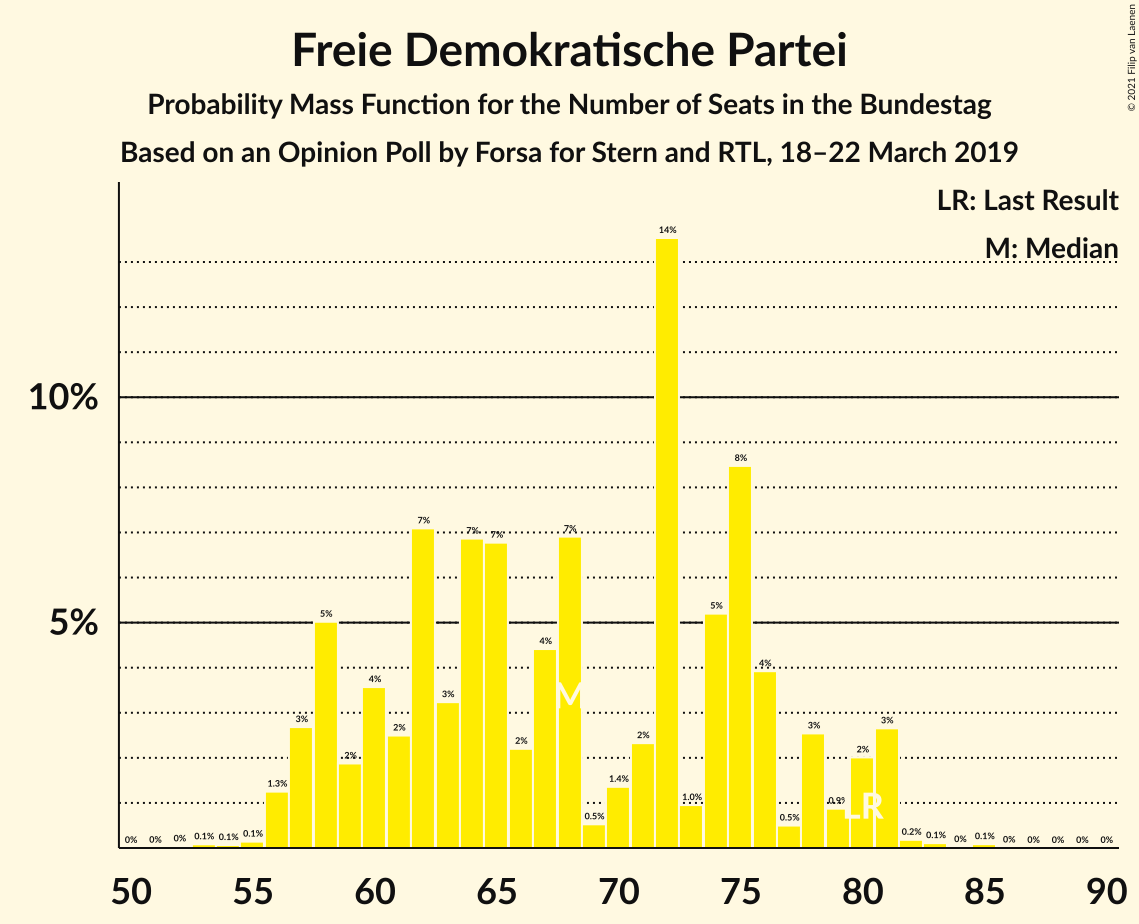 Freie Demokratische Partei
Probability Mass Function for the Number of Seats in the Bundestag
Based on an Opinion Poll by Forsa for Stern and RTL, 18–22 March 2019
© 2021 Filip van Laenen
LR: Last Result
M: Median
10%
5%
0% 0% 0% 0.1% 0.1% 0.1% 1.3% 3% 5% 2% 4% 2% 7% 3% 7% 7% 2% 4% 7% 0.5% 1.4% 2% 14% 1.0% 5% 8% 4% 0.5% 3% 0.9% 2% 3% 0.2% 0.1% 0% 0.1% 0% 0% 0% 0% 0%
M
LR
50 55 60 65 70 75 80 85 90